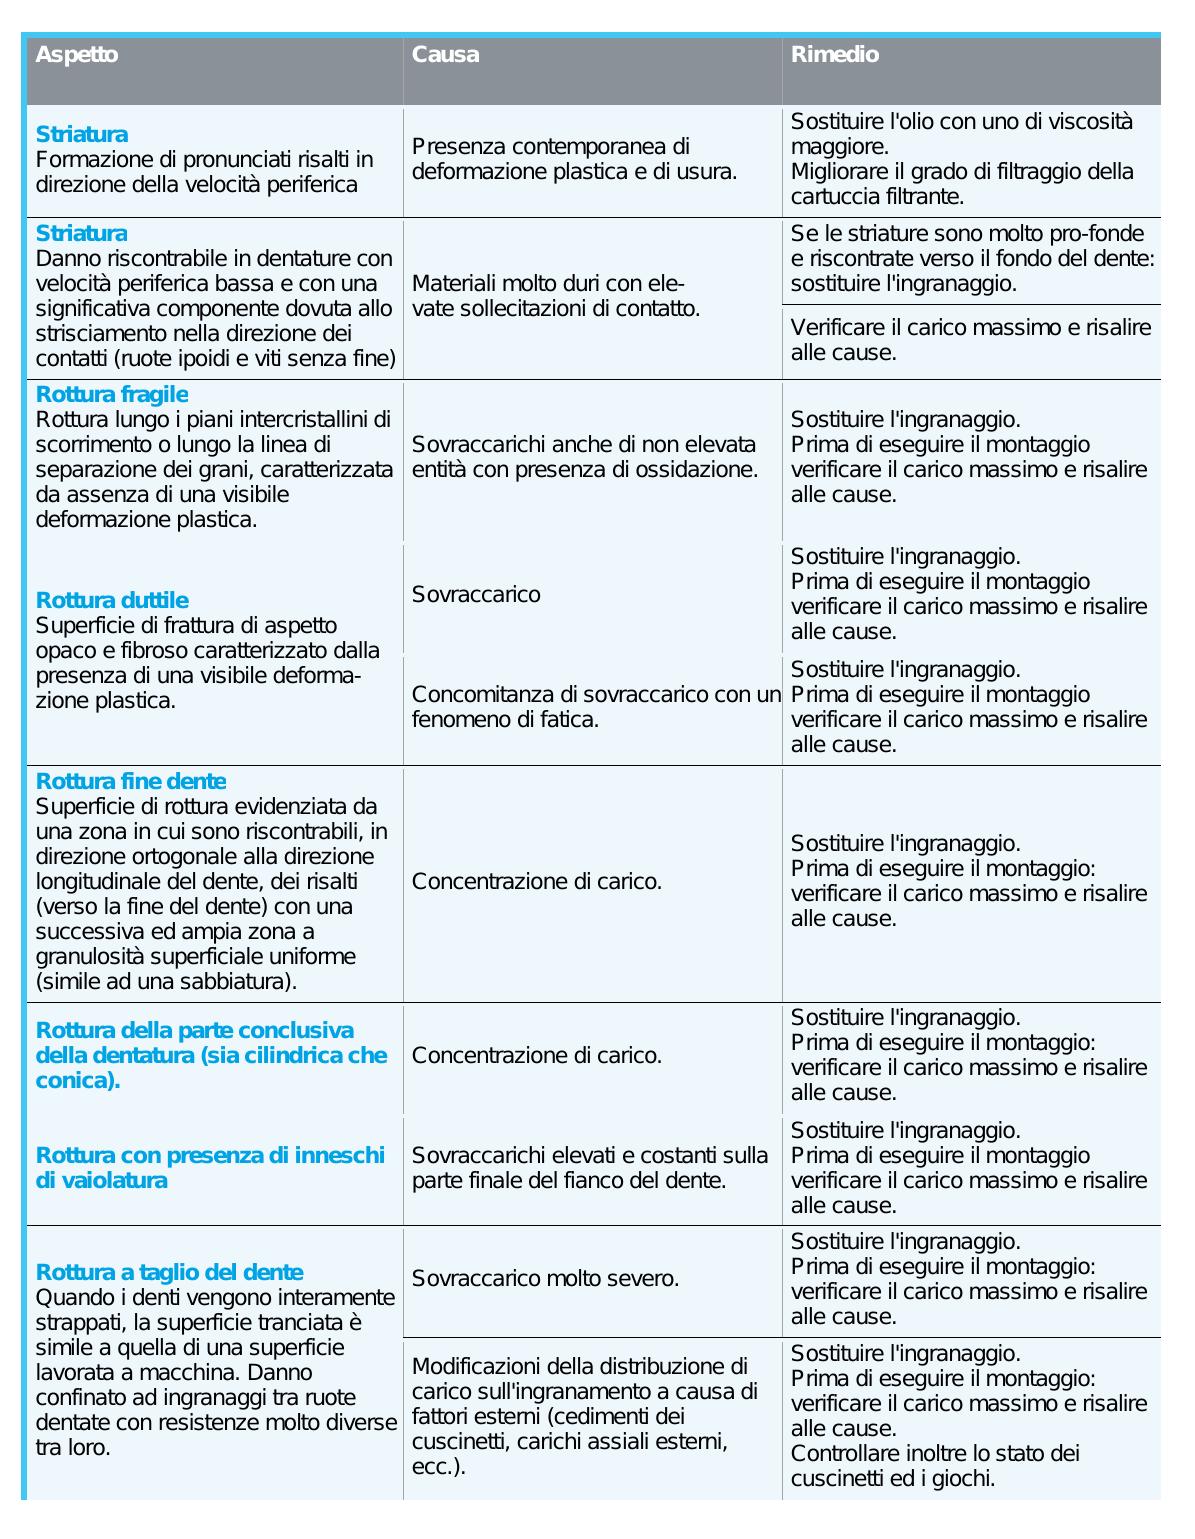 Aspetto
Causa
Rimedio
Striatura
Formazione di pronunciati risalti in
direzione della velocità periferica
Presenza contemporanea di
deformazione plastica e di usura.
Sostituire l'olio con uno di viscosità
maggiore.
Migliorare il grado di filtraggio della
cartuccia filtrante.
Striatura
Danno riscontrabile in dentature con
velocità periferica bassa e con una
significativa componente dovuta allo
strisciamento nella direzione dei
contatti (ruote ipoidi e viti senza fine)
Materiali molto duri con ele-
vate sollecitazioni di contatto.
Se le striature sono molto pro-fonde
e riscontrate verso il fondo del dente:
sostituire l'ingranaggio.
Verificare il carico massimo e risalire
alle cause.
Rottura fragile
Rottura lungo i piani intercristallini di
scorrimento o lungo la linea di
separazione dei grani, caratterizzata
da assenza di una visibile
deformazione plastica.
Sovraccarichi anche di non elevata
entità con presenza di ossidazione.
Sostituire l'ingranaggio.
Prima di eseguire il montaggio
verificare il carico massimo e risalire
alle cause.
Rottura duttile
Superficie di frattura di aspetto
opaco e fibroso caratterizzato dalla
presenza di una visibile deforma-
zione plastica.
Sovraccarico
Sostituire l'ingranaggio.
Prima di eseguire il montaggio
verificare il carico massimo e risalire
alle cause.
Concomitanza di sovraccarico con un
fenomeno di fatica.
Sostituire l'ingranaggio.
Prima di eseguire il montaggio
verificare il carico massimo e risalire
alle cause.
Rottura fine dente
Superficie di rottura evidenziata da
una zona in cui sono riscontrabili, in
direzione ortogonale alla direzione
longitudinale del dente, dei risalti
(verso la fine del dente) con una
successiva ed ampia zona a
granulosità superficiale uniforme
(simile ad una sabbiatura).
Concentrazione di carico.
Sostituire l'ingranaggio.
Prima di eseguire il montaggio:
verificare il carico massimo e risalire
alle cause.
Rottura della parte conclusiva
della dentatura (sia cilindrica che
conica).
Concentrazione di carico.
Sostituire l'ingranaggio.
Prima di eseguire il montaggio:
verificare il carico massimo e risalire
alle cause.
Rottura con presenza di inneschi
di vaiolatura
Sovraccarichi elevati e costanti sulla
parte finale del fianco del dente.
Sostituire l'ingranaggio.
Prima di eseguire il montaggio
verificare il carico massimo e risalire
alle cause.
Rottura a taglio del dente
Quando i denti vengono interamente
strappati, la superficie tranciata è
simile a quella di una superficie
lavorata a macchina. Danno
confinato ad ingranaggi tra ruote
dentate con resistenze molto diverse
tra loro.
Sovraccarico molto severo.
Sostituire l'ingranaggio.
Prima di eseguire il montaggio:
verificare il carico massimo e risalire
alle cause.
Modificazioni della distribuzione di
carico sull'ingranamento a causa di
fattori esterni (cedimenti dei
cuscinetti, carichi assiali esterni,
ecc.).
Sostituire l'ingranaggio.
Prima di eseguire il montaggio:
verificare il carico massimo e risalire
alle cause.
Controllare inoltre lo stato dei
cuscinetti ed i giochi.